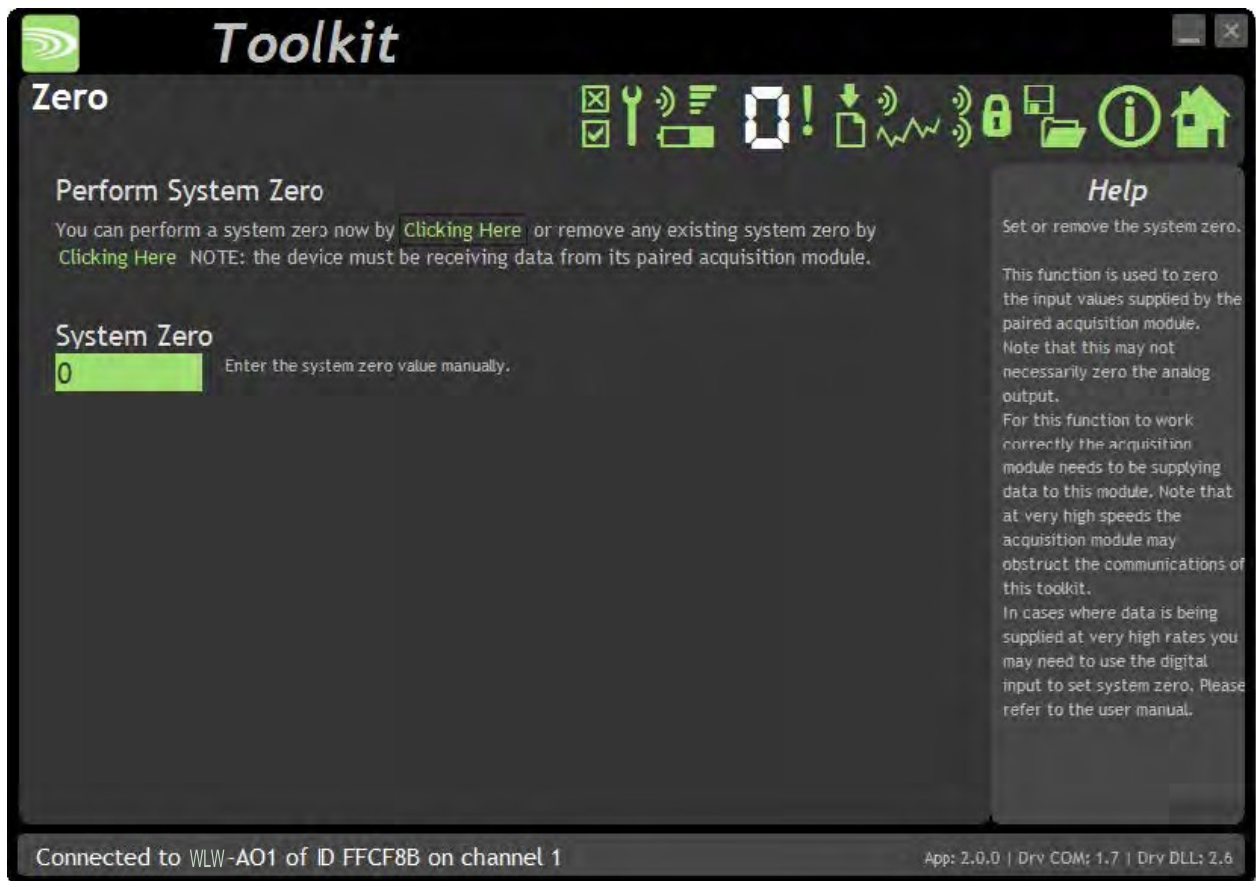 Toolkit
Zero
0!
Perform System Zero
You can perform a system zero now by Clicking Here or remove any existing system zero by
Clicking Here NOTE: the device must be receiving data from its paired acquisition module.
System Zero
0
Enter the system zero value manually.
Help
Set or remove the system zero.
This function is used to zero
the input values supplied by the
paired acquisition module.
Note that this may not
necessarily zero the analog
output.
For this function to work
correctly the acquisition
module needs to be supplying
data to this module. Note that
at very high speeds the
acquisition module may
obstruct the communications of
this toolkit.
In cases where data is being
supplied at very high rates you
may need to use the digital
input to set system zero. Please
refer to the user manual.
Connected to WLW-AO1 of ID FFCF8B on channel 1
App: 2.0.0 | Drv COM: 1.7 | Drv DLL: 2.6